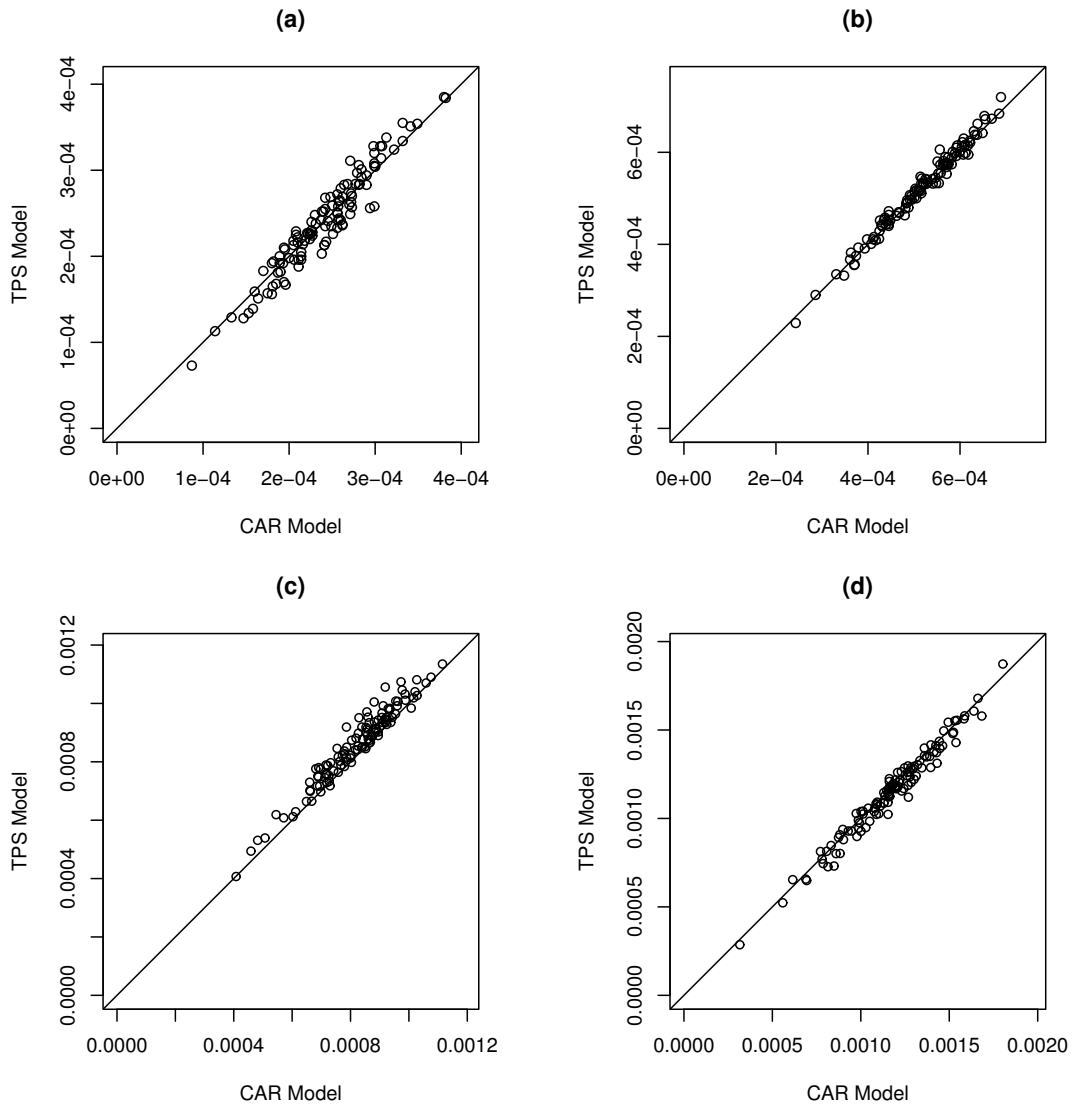 (a)
4e−04
3e−04
2e−04
1e−04
0e+00
TPS Model
0e+00 1e−04 2e−04 3e−04 4e−04
CAR Model
(b)
6e−04
4e−04
2e−04
0e+00
TPS Model
0e+00 2e−04 4e−04 6e−04
CAR Model
(c)
0.0012
0.0008
0.0004
0.0000
TPS Model
0.0000 0.0004 0.0008 0.0012
CAR Model
(d)
0.0020
0.0015
0.0010
0.0005
0.0000
TPS Model
0.0000 0.0005 0.0010 0.0015 0.0020
CAR Model